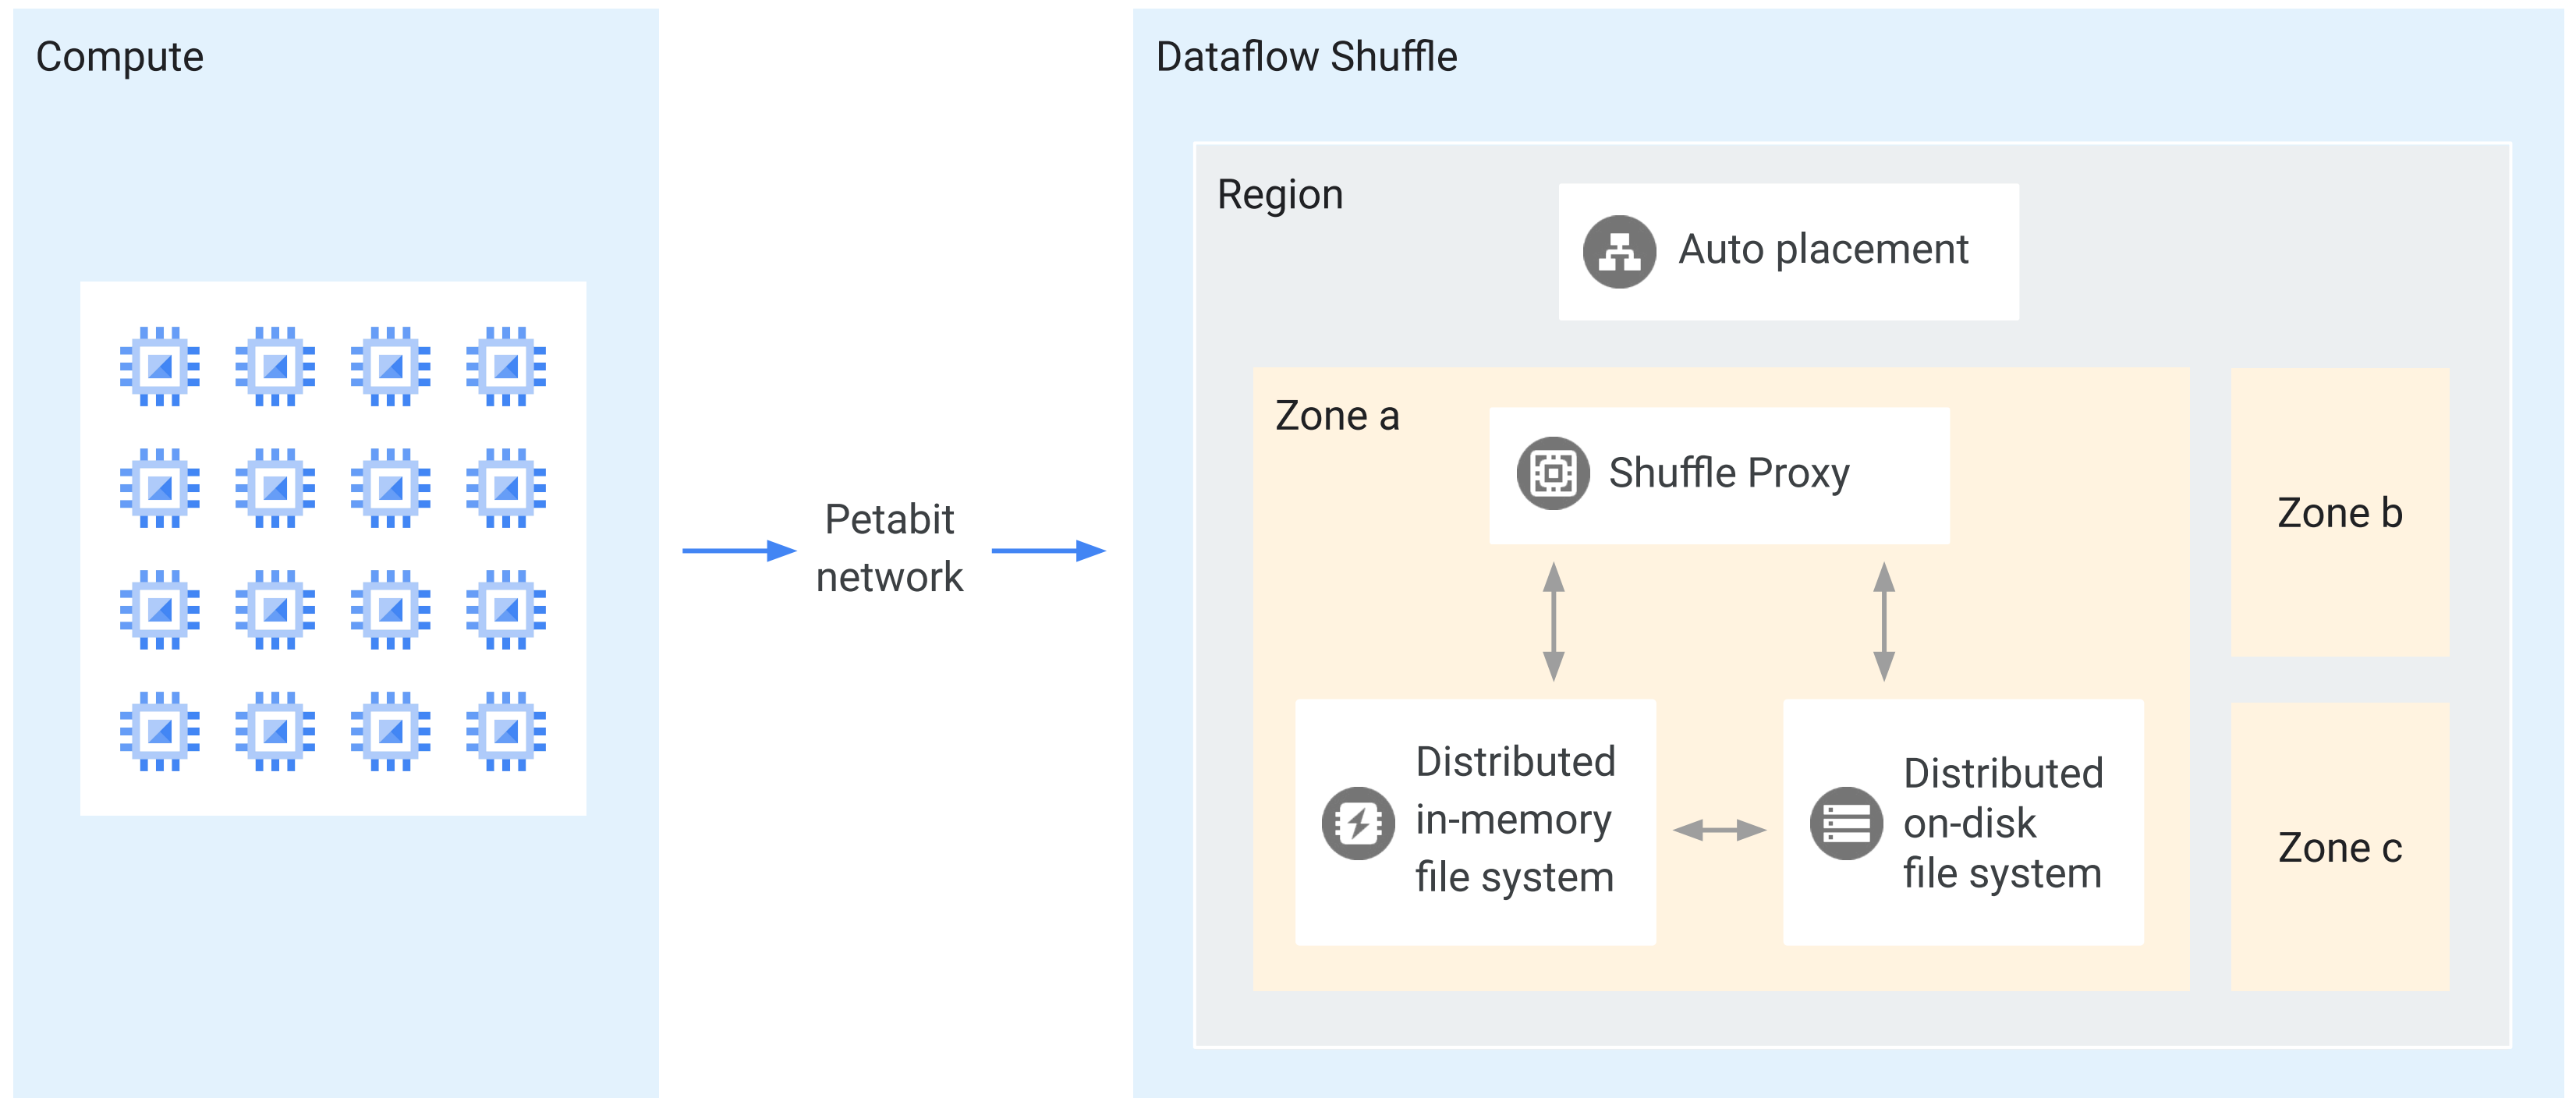 Compute
Petabit
network
Dataflow Shuffle
Region
Auto placement
Zone a
Shuffle Proxy
Distributed
in-memory
file system
Distributed
on-disk
file system
Zone b
Zone c